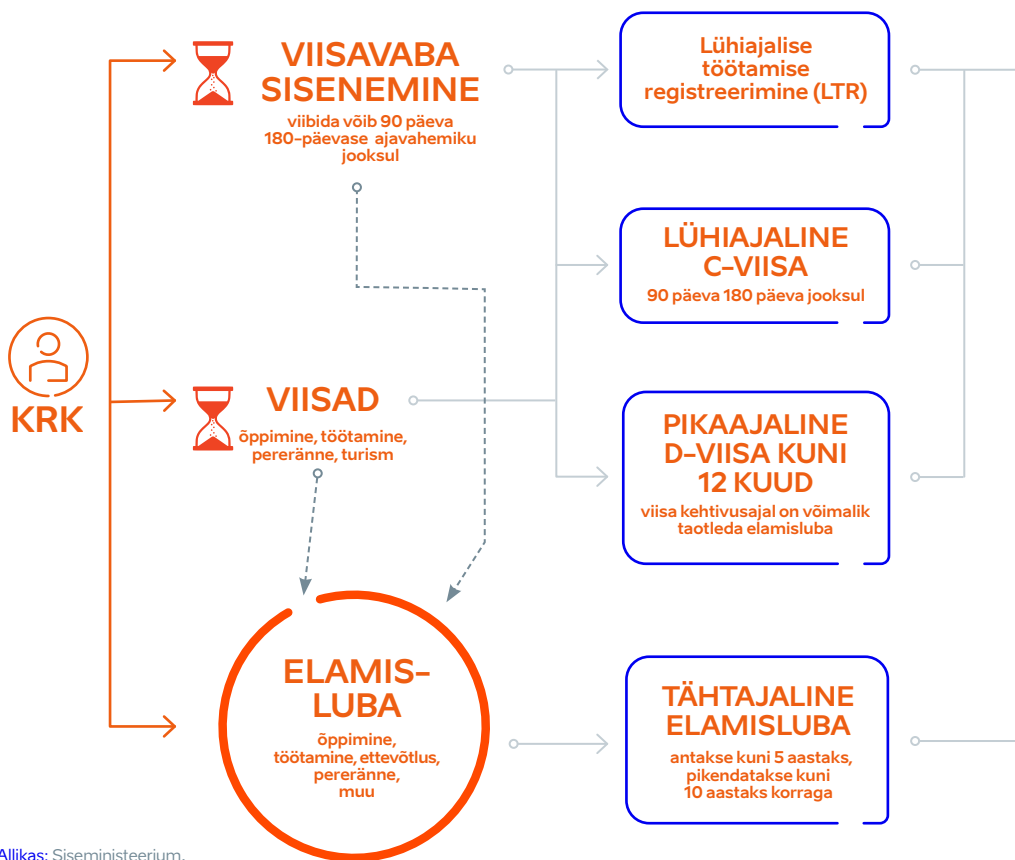 KRK
VIISAVABA
SISENEMINE
viibida võib 90 päeva
180-päevase ajavahemiku
jooksul
VIISAD
õppimine, töötamine,
pereränne, turism
ELAMIS-
LUBA
õppimine,
töötamine, ettevõtlus,
pereränne,
muu
Lühiajalise
töötamise
registreerimine (LTR)
LÜHIAJALINE
C-VIISA
90 päeva 180 päeva jooksul
PIKAAJALINE
D-VIISA KUNI
12 KUUD
viisa kehtivusajal on võimalik
taotleda elamisluba
TÄHTAJALINE
ELAMISLUBA
antakse kuni 5 aastaks,
pikendatakse kuni
10 aastaks korraga
Allikas: Siseministeerium.